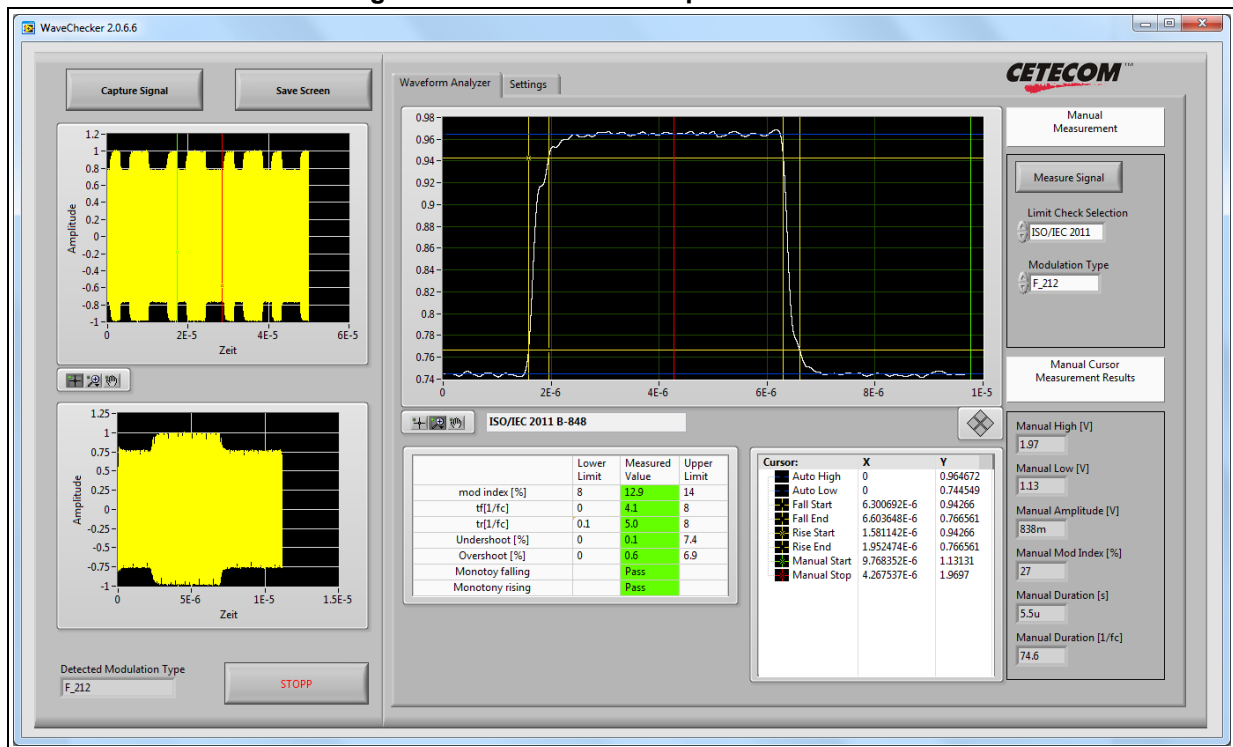 WaveChecker 2.0.6.6
Capture Signal
Save Screen
1.2
1
0.8
0.6
0.4
0.2
0
-0.2
-0.4
-0.6
-0.8
-1
Amplitude
0 2E-5 4E-5 6E-5
Zeit
1.25
1
0.75
0.5
0.25
0
-0.25
-0.5
-0.75
-1
Amplitude
0 5E-6 1E-5 1.5E-5
Zeit
Detected Modulation Type
F_212
STOPP
Waveform Analyzer Settings
CETECOM™
0.98
0.96
0.94
0.92
0.9
0.88
0.86
0.84
0.82
0.8
0.78
0.76
0.74
0 2E-6 4E-6 6E-6 8E-6 1E-5
ISO/IEC 2011 B-848
Lower Limit Measured Value Upper Limit
mod index [%] 8 12.9 14
tf[1/fc] 0 4.1 8
tr[1/fc] 0.1 5.0 8
Undershoot [%] 0 0.1 7.4
Overshoot [%] 0 0.6 6.9
Monotoy falling Pass
Monotony rising Pass
Cursor: X Y
Auto High 0 0.964672
Auto Low 0 0.744549
Fall Start 6.300692E-6 0.94266
Fall End 6.603648E-6 0.766561
Rise Start 1.581142E-6 0.94266
Rise End 1.952474E-6 0.766561
Manual Start 9.768352E-6 1.13131
Manual Stop 4.267537E-6 1.9697
Manual
Measurement
Measure Signal
Limit Check Selection
ISO/IEC 2011
Modulation Type
F_212
Manual Cursor
Measurement Results
Manual High [V]
1.97
Manual Low [V]
1.13
Manual Amplitude [V]
838m
Manual Mod Index [%]
27
Manual Duration [s]
5.5u
Manual Duration [1/fc]
74.6